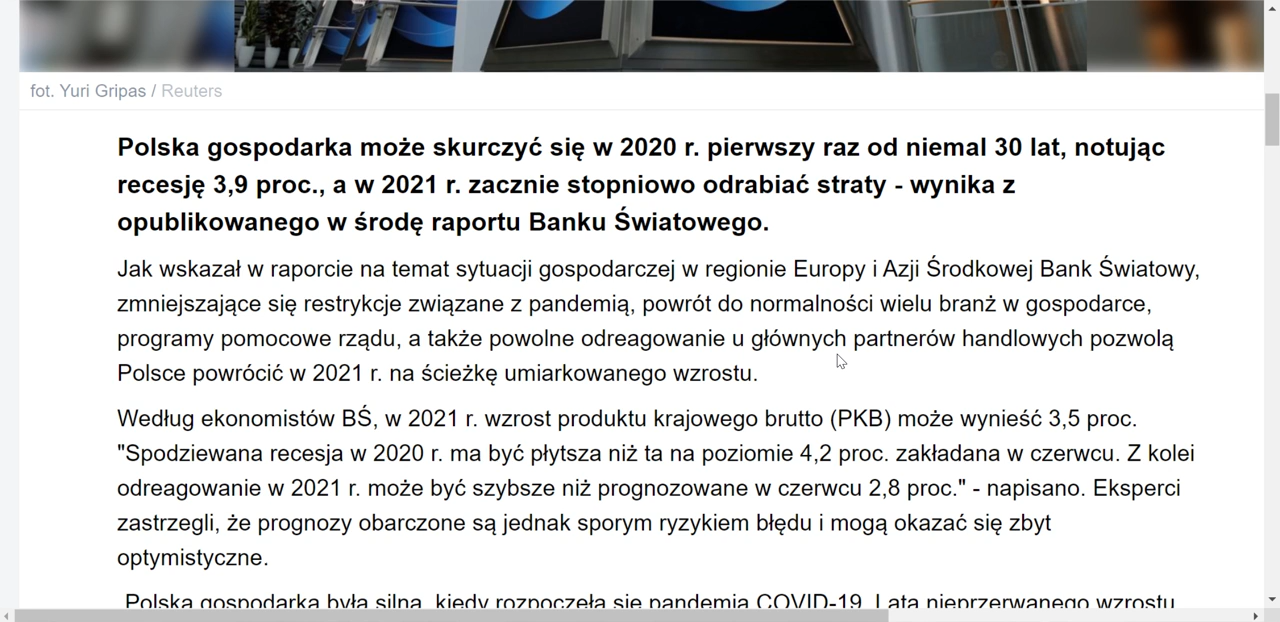 fot. Yuri Gripas / Reuters
Polska gospodarka może skurczyć się w 2020 r. pierwszy raz od niemal 30 lat, notując
recesję 3,9 proc., a w 2021 r. zacznie stopniowo odrabiać straty - wynika z
opublikowanego w środę raportu Banku Światowego.
Jak wskazał w raporcie na temat sytuacji gospodarczej w regionie Europy i Azji Środkowej Bank Światowy,
zmniejszające się restrykcje związane z pandemią, powrót do normalności wielu branż w gospodarce,
programy pomocowe rządu, a także powolne odreagowanie u głównych partnerów handlowych pozwolą
Polsce powrócić w 2021 r. na ścieżkę umiarkowanego wzrostu.
Według ekonomistów BŚ, w 2021 r. wzrost produktu krajowego brutto (PKB) może wynieść 3,5 proc.
"Spodziewana recesja w 2020 r. ma być płytsza niż ta na poziomie 4,2 proc. zakładana w czerwcu. Z kolei
odreagowanie w 2021 r. może być szybsze niż prognozowane w czerwcu 2,8 proc." - napisano. Eksperci
zastrzegli, że prognozy obarczone są jednak sporym ryzykiem błędu i mogą okazać się zbyt
optymistyczne.
Polska gospodarka była silna, kiedy rozpoczęła się pandemia COVID-19. Lata nieprzerwanego wzrostu